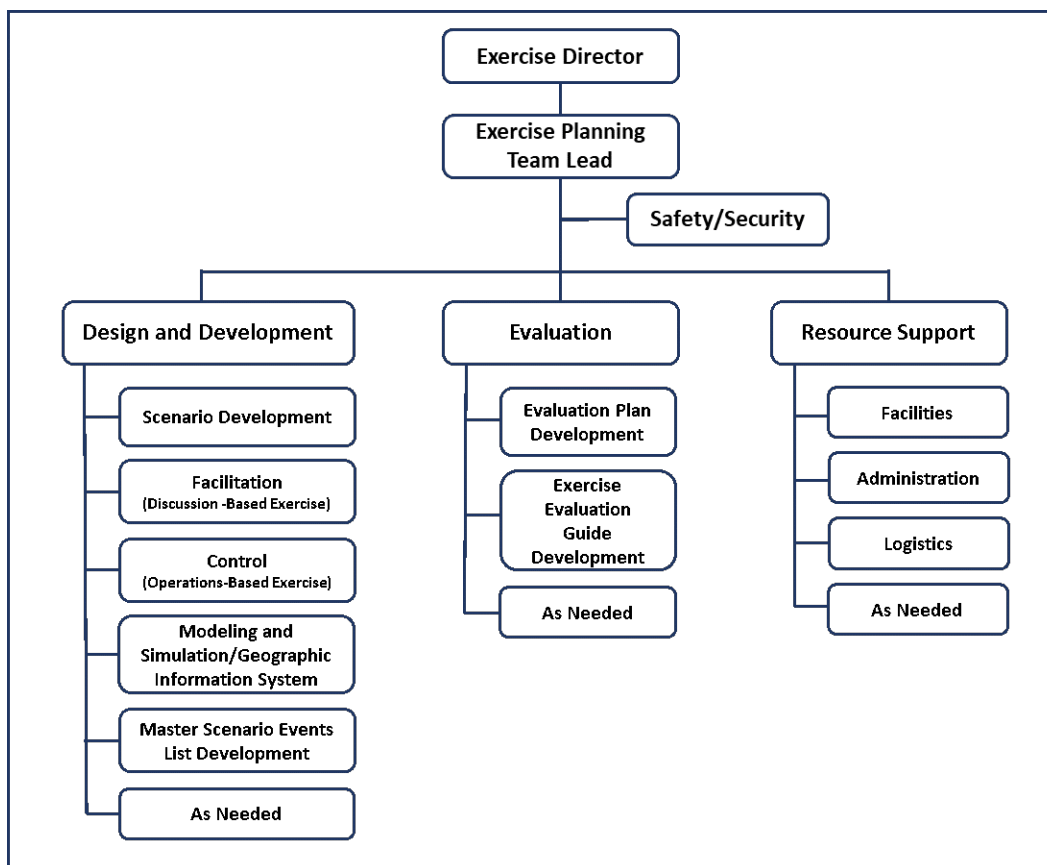 Exercise Director
Exercise Planning
Team Lead
Safety/Security
Design and Development
Scenario Development
Facilitation
(Discussion -Based Exercise)
Control
(Operations-Based Exercise)
Modeling and
Simulation/Geographic
Information System
Master Scenario Events
List Development
As Needed
Evaluation
Evaluation Plan
Development
Exercise
Evaluation
Guide
Development
As Needed
Resource Support
Facilities
Administration
Logistics
As Needed